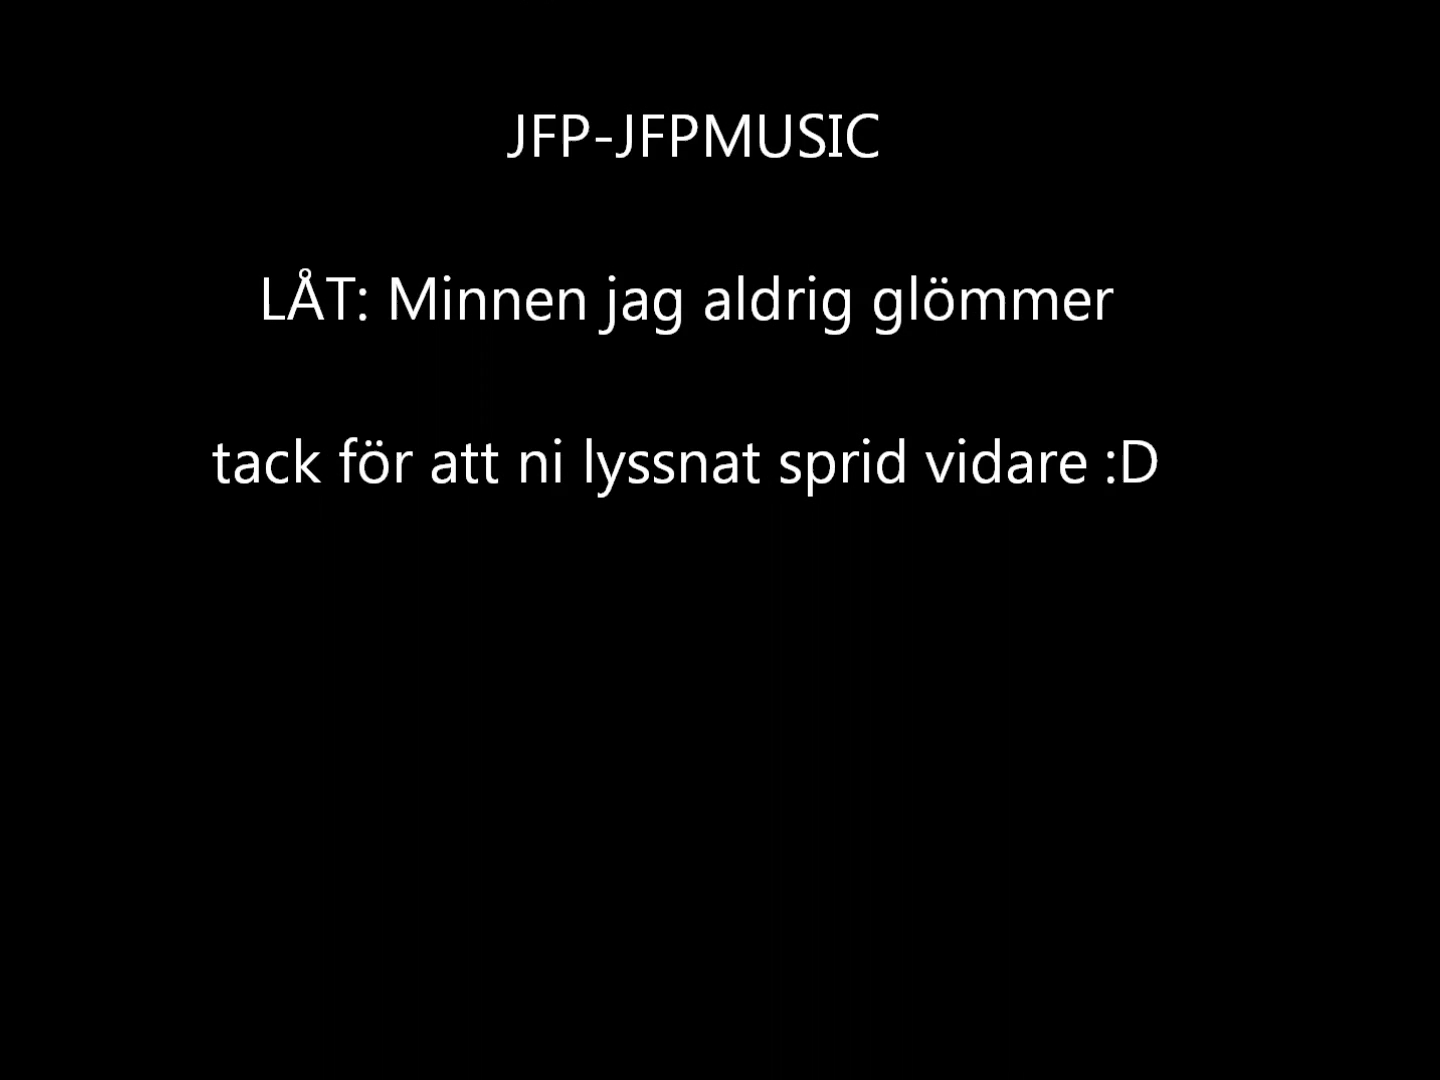 JFP-JFPMUSIC
LÅT: Minnen jag aldrig glömmer
tack för att ni lyssnat sprid vidare :D